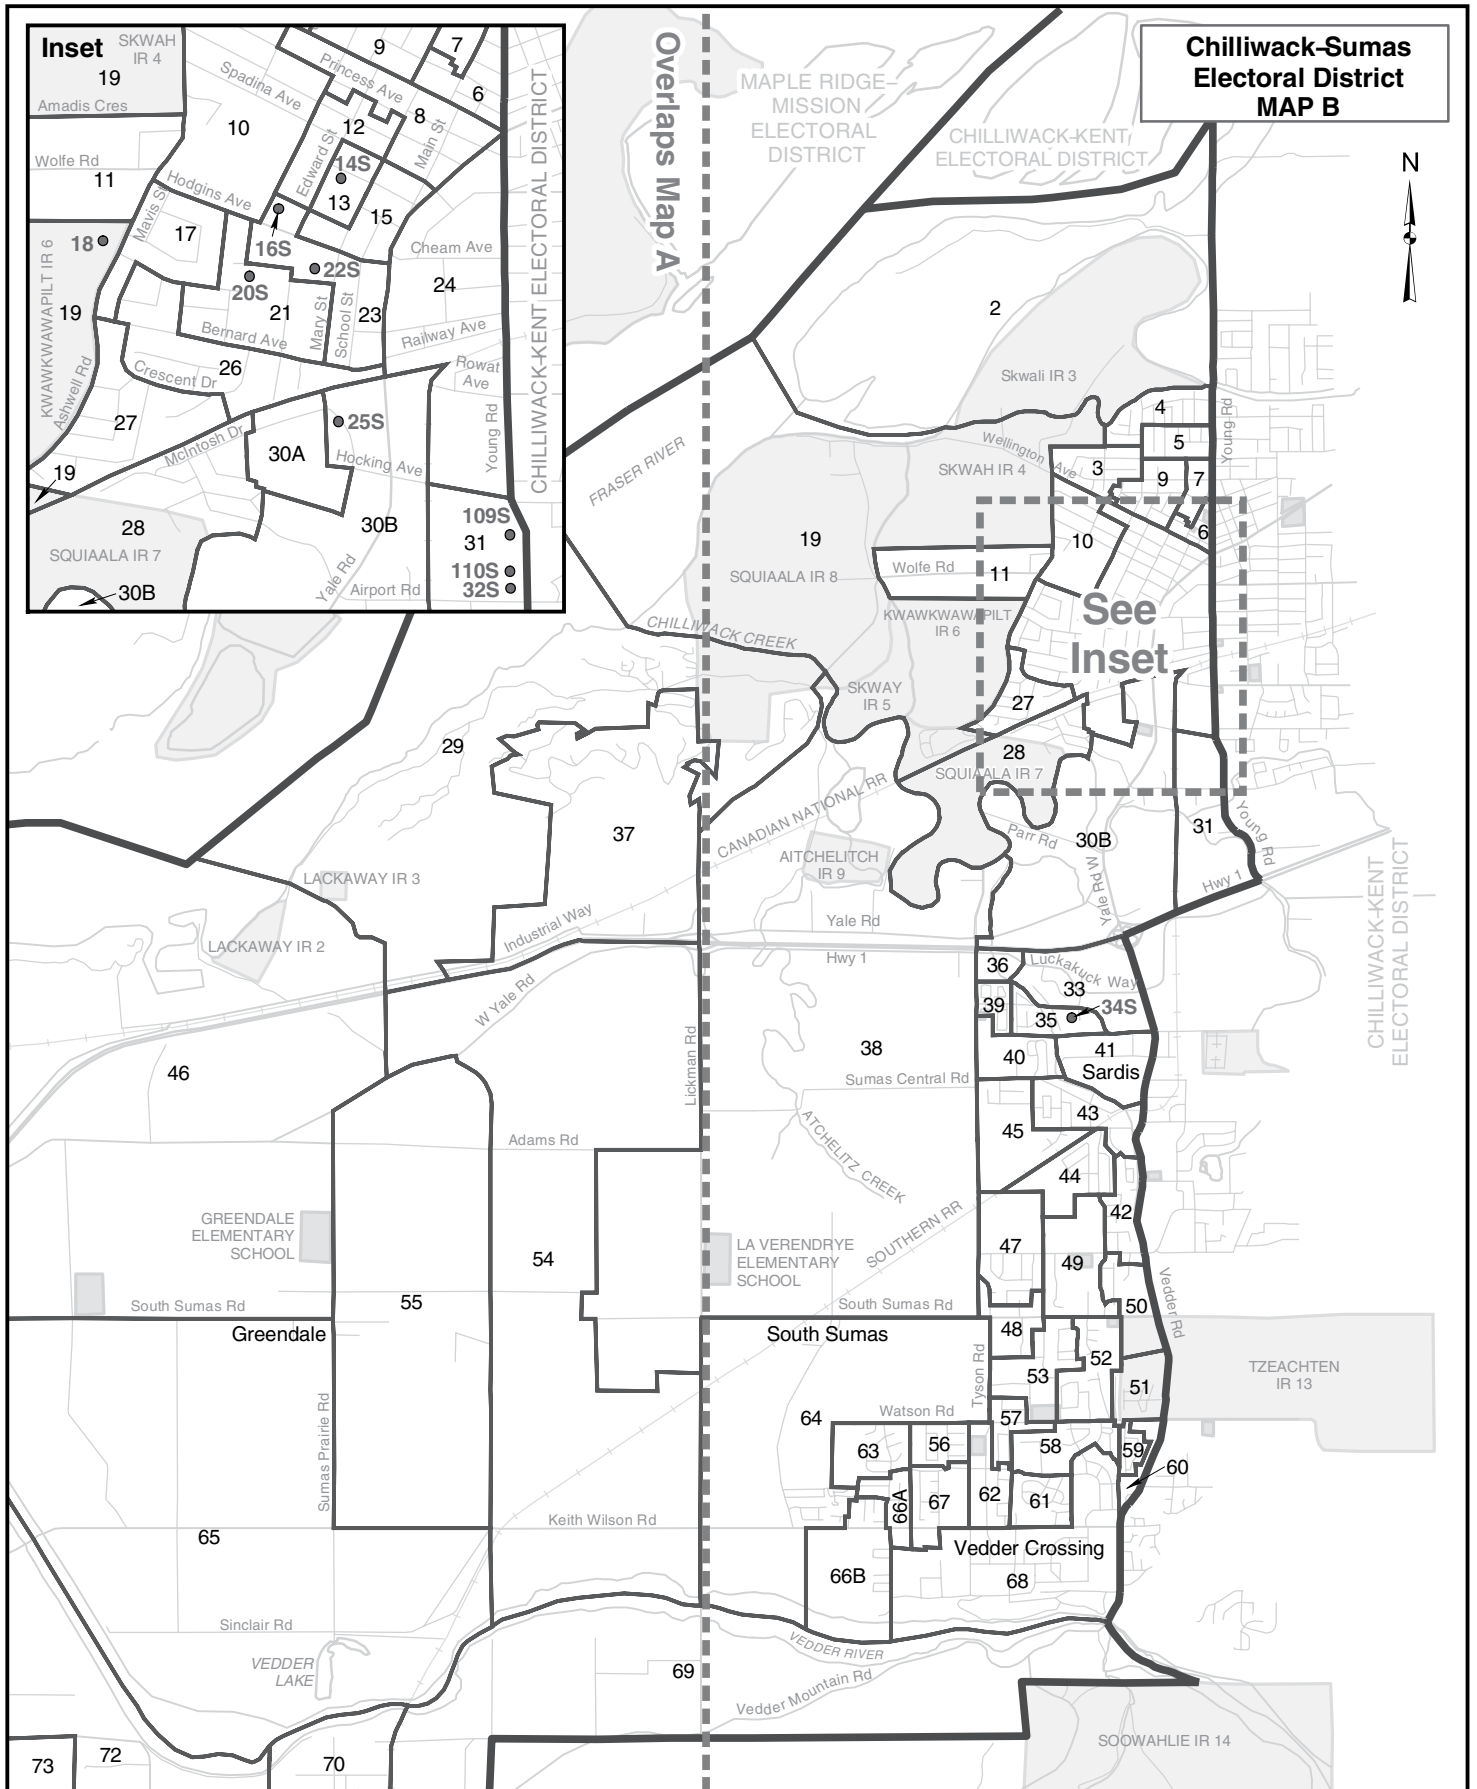 Chilliwack–Sumas
Electoral District
MAP B
N
Inset
SKWAH
IR 4
19
Amadis Cres
Wolfe Rd
11
10
Spadina Ave
Princess Ave
9
7
6
8
12
Main St
Edward St
14S
13
15
16S
Hodgins Ave
Mavis St
17
18
KWAWKWAWAPILT IR 6
19
Ashwell Rd
20S
22S
21
Mary St
School St
23
24
Cheam Ave
Railway Ave
Rowat
Ave
Bernard Ave
26
Crescent Dr
27
McIntosh Dr
25S
30A
Hocking Ave
Young Rd
19
28
SQUIAALA IR 7
30B
30B
Yale Rd
Airport Rd
109S
31
110S
32S
CHILLIWACK-KENT ELECTORAL DISTRICT
Overlaps Map A
MAPLE RIDGE–
MISSION
ELECTORAL
DISTRICT
CHILLIWACK-KENT
ELECTORAL DISTRICT
2
Skwali IR 3
4
5
Young Rd
Wellington Ave
3
9
7
6
SKWAH IR 4
FRASER RIVER
19
SQUIAALA IR 8
Wolfe Rd
11
10
KWAWKWAWAPILT
IR 6
See
Inset
CHILLIWACK CREEK
SKWAY
IR 5
27
28
SQUIAALA IR 7
29
37
CANADIAN NATIONAL RR
AITCHELITCH
IR 9
Parr Rd
30B
Yale Rd W
31
Young Rd
Hwy 1
CHILLIWACK-KENT
ELECTORAL DISTRICT
LACKAWAY IR 3
LACKAWAY IR 2
Industrial Way
Yale Rd
Hwy 1
W Yale Rd
36
Luckakuck Way
33
39
35
34S
46
Lickman Rd
38
40
41
Sardis
Sumas Central Rd
43
45
Adams Rd
ATCHELITZ CREEK
44
42
GREENDALE
ELEMENTARY
SCHOOL
54
LA VERENDRYE
ELEMENTARY
SCHOOL
SOUTHERN RR
47
49
South Sumas Rd
55
South Sumas Rd
50
Vedder Rd
Greendale
South Sumas
48
52
53
51
TZEACHTEN
IR 13
Tyson Rd
Sumas Prairie Rd
64
Watson Rd
57
63
56
58
59
60
66A
67
62
61
65
Keith Wilson Rd
Vedder Crossing
66B
68
Sinclair Rd
VEDDER
LAKE
VEDDER RIVER
69
Vedder Mountain Rd
SOOWAHLIE IR 14
73
72
70